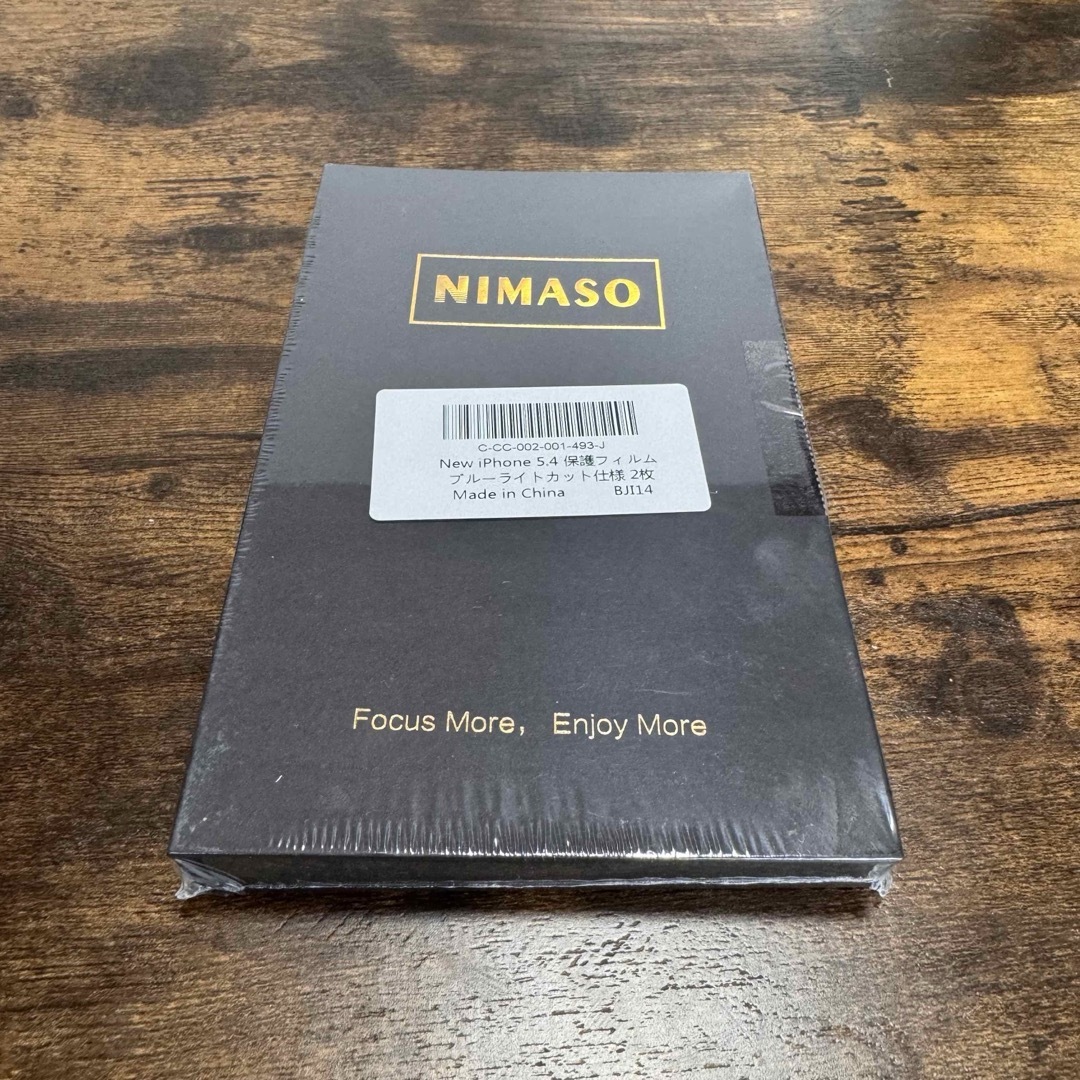 NIMASO
C-CC-002-001-493-J
New iPhone 5.4 保護フィルム
ブルーライトカット仕様 2枚
Made in China BJI14
Focus More, Enjoy More